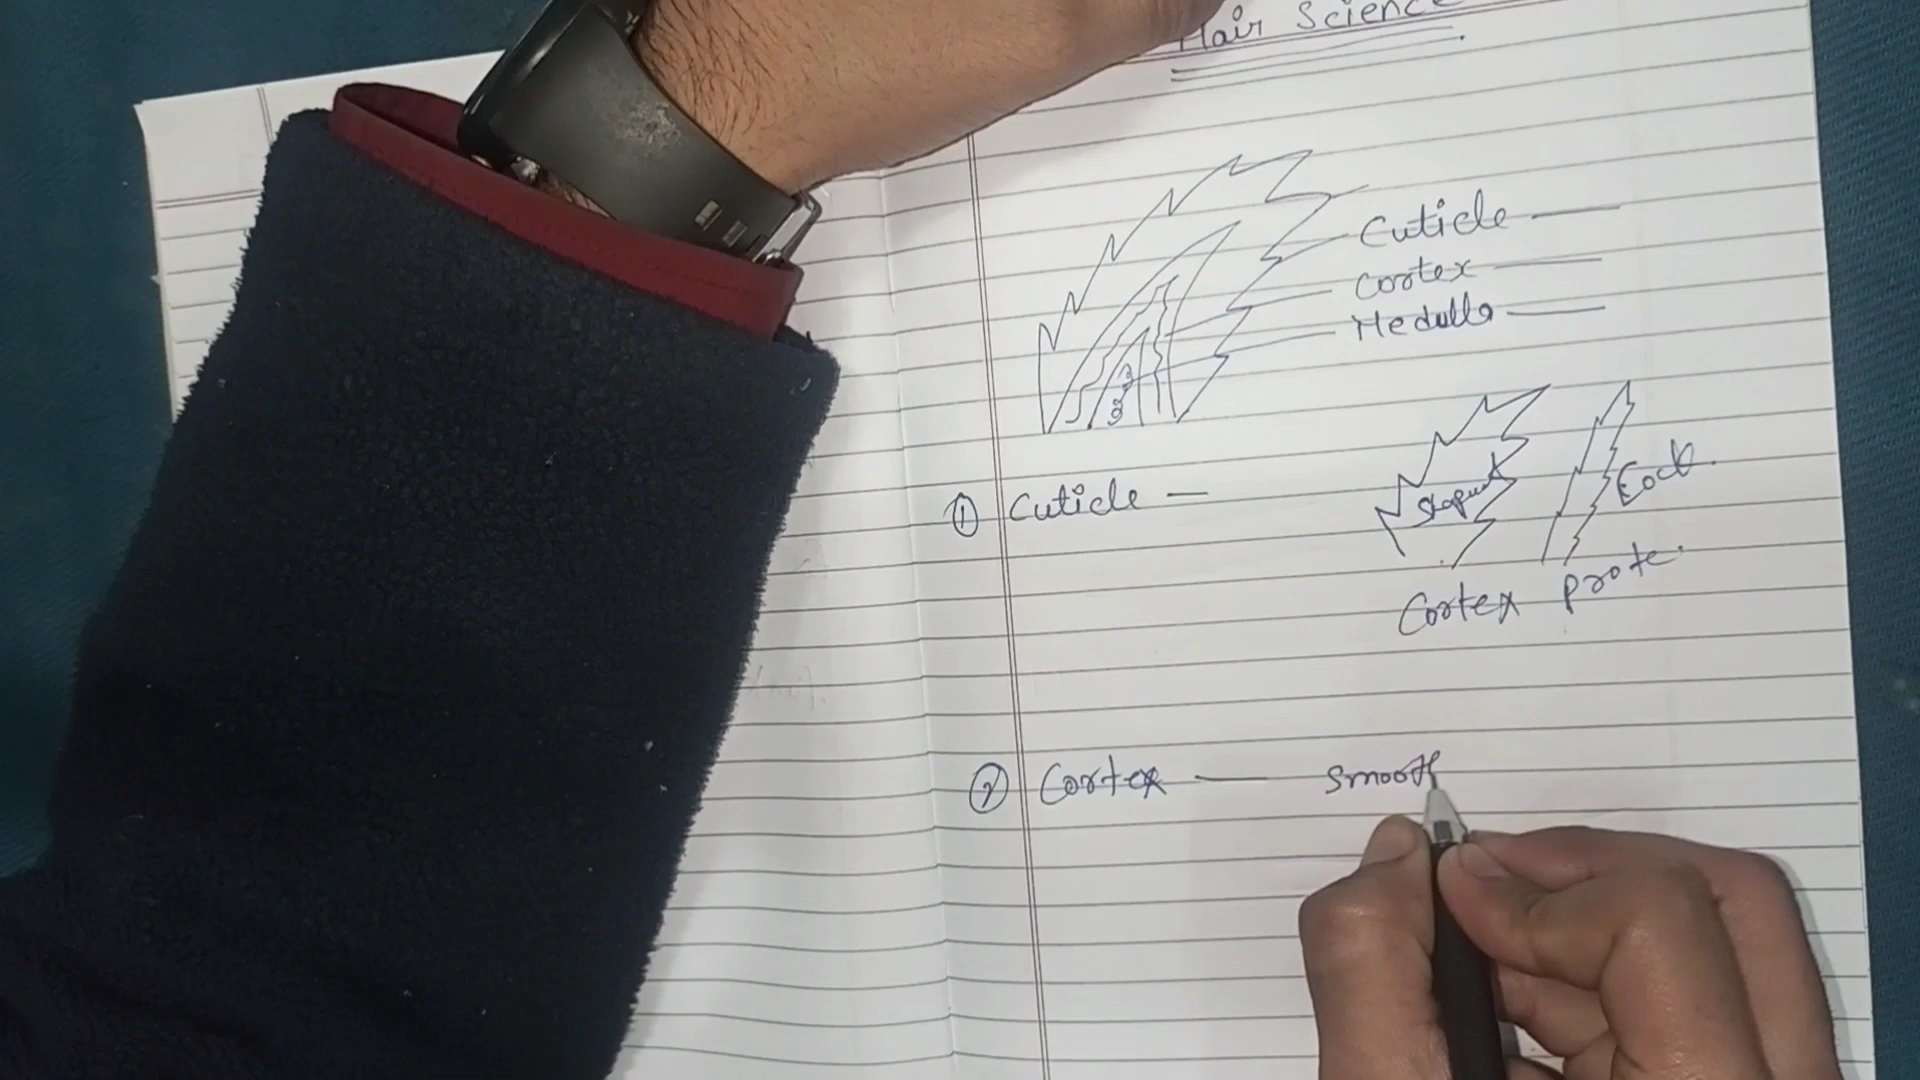 Hair Science
Cuticle
Cortex
Medulla
① Cuticle
Cortex prote.
② Cortex — Smooth